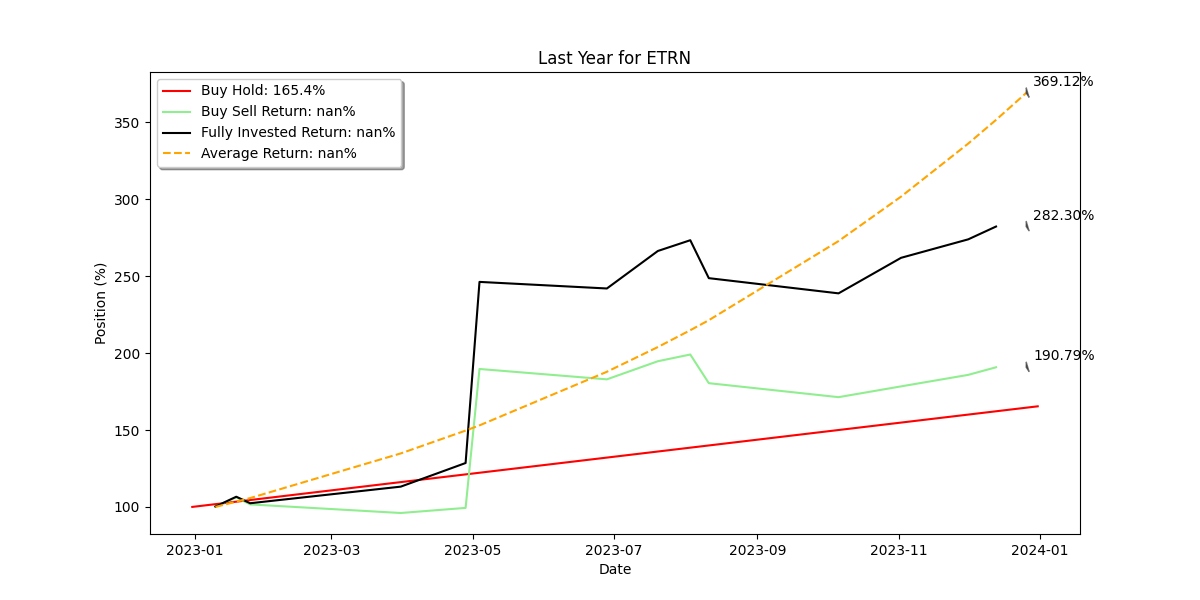 Last Year for ETRN
369.12%
Buy Hold: 165.4%
Buy Sell Return: nan%
Fully Invested Return: nan%
Average Return: nan%
350
300
282.30%
250
Position (%)
200
190.79%
150
100
2023-01 2023-03 2023-05 2023-07 2023-09 2023-11 2024-01
Date